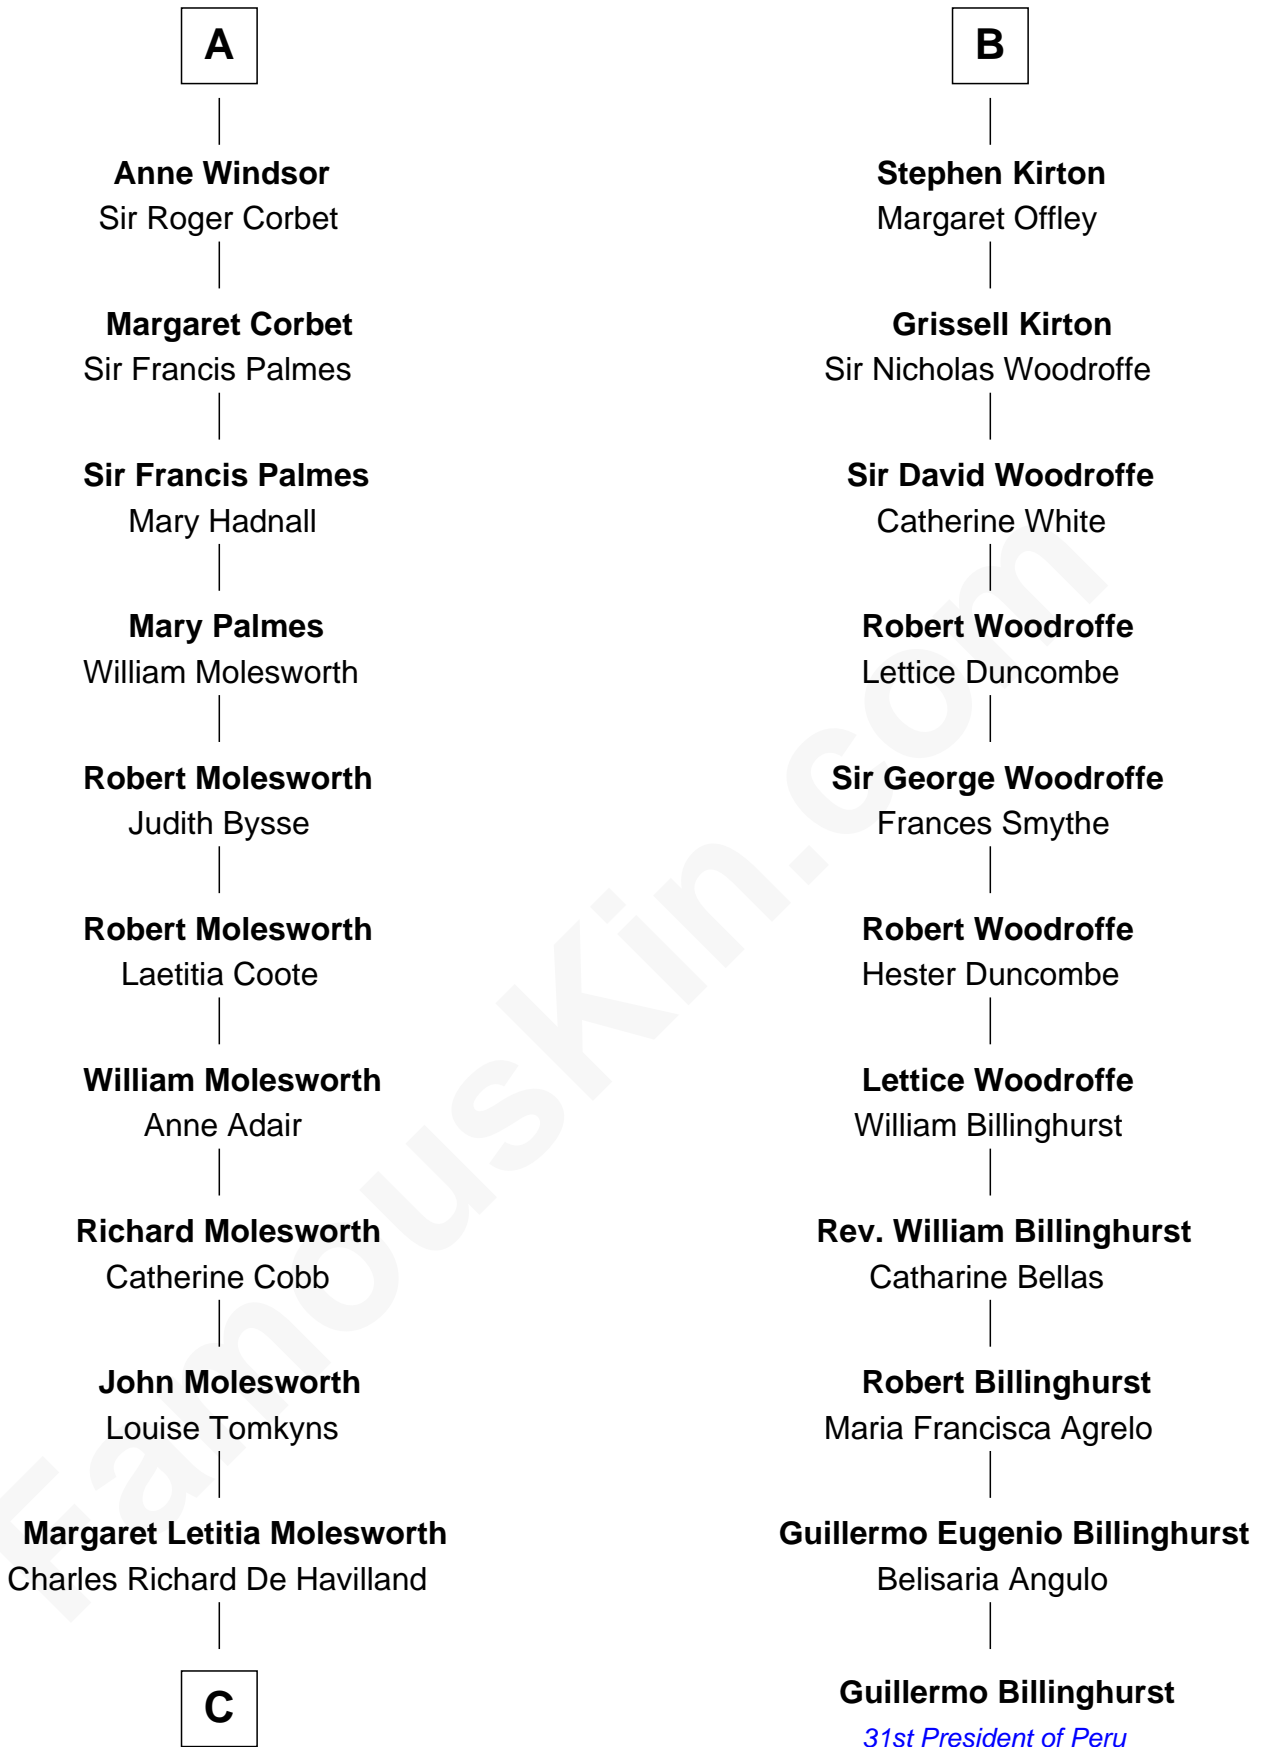 A
Anne Windsor
Sir Roger Corbet
Margaret Corbet
Sir Francis Palmes
Sir Francis Palmes
Mary Hadnall
Mary Palmes
William Molesworth
Robert Molesworth
Judith Bysse
Robert Molesworth
Laetitia Coote
William Molesworth
Anne Adair
Richard Molesworth
Catherine Cobb
John Molesworth
Louise Tomkyns
Margaret Letitia Molesworth
Charles Richard De Havilland
C
B
Stephen Kirton
Margaret Offley
Grissell Kirton
Sir Nicholas Woodroffe
Sir David Woodroffe
Catherine White
Robert Woodroffe
Lettice Duncombe
Sir George Woodroffe
Frances Smythe
Robert Woodroffe
Hester Duncombe
Lettice Woodroffe
William Billinghurst
Rev. William Billinghurst
Catharine Bellas
Robert Billinghurst
Maria Francisca Agrelo
Guillermo Eugenio Billinghurst
Belisaria Angulo
Guillermo Billinghurst
31st President of Peru
FamousKin.com